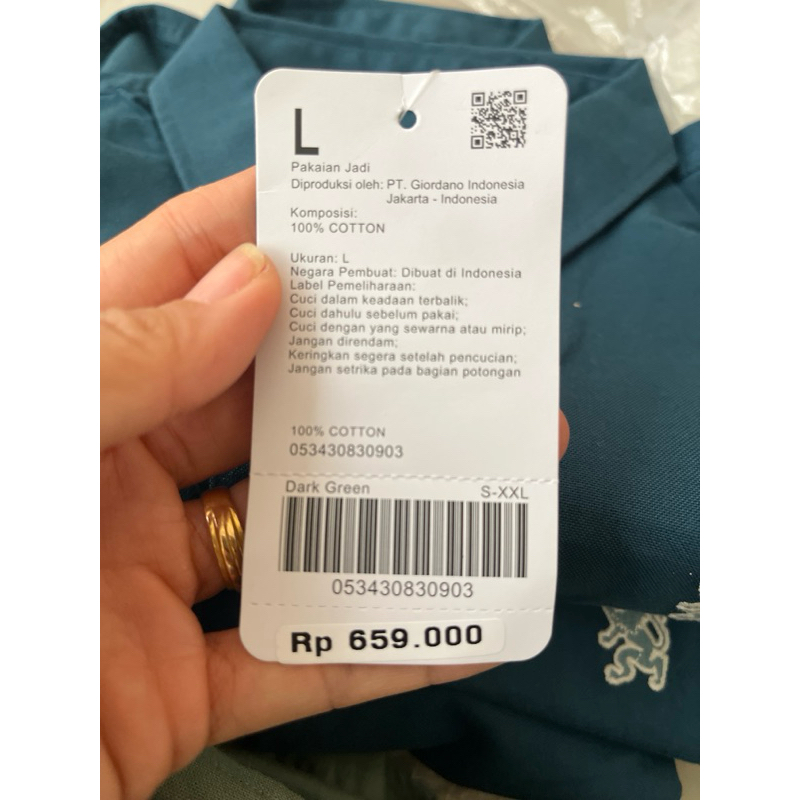 L
Pakaian Jadi
Diproduksi oleh: PT. Giordano Indonesia
Jakarta - Indonesia
Komposisi:
100% COTTON
Ukuran: L
Negara Pembuat: Dibuat di Indonesia
Label Pemeliharaan:
Cuci dalam keadaan terbalik;
Cuci dahulu sebelum pakai;
Cuci dengan yang sewarna atau mirip;
Jangan direndam;
Keringkan segera setelah pencucian;
Jangan setrika pada bagian potongan
100% COTTON
053430830903
Dark Green S-XXL
053430830903
Rp 659.000